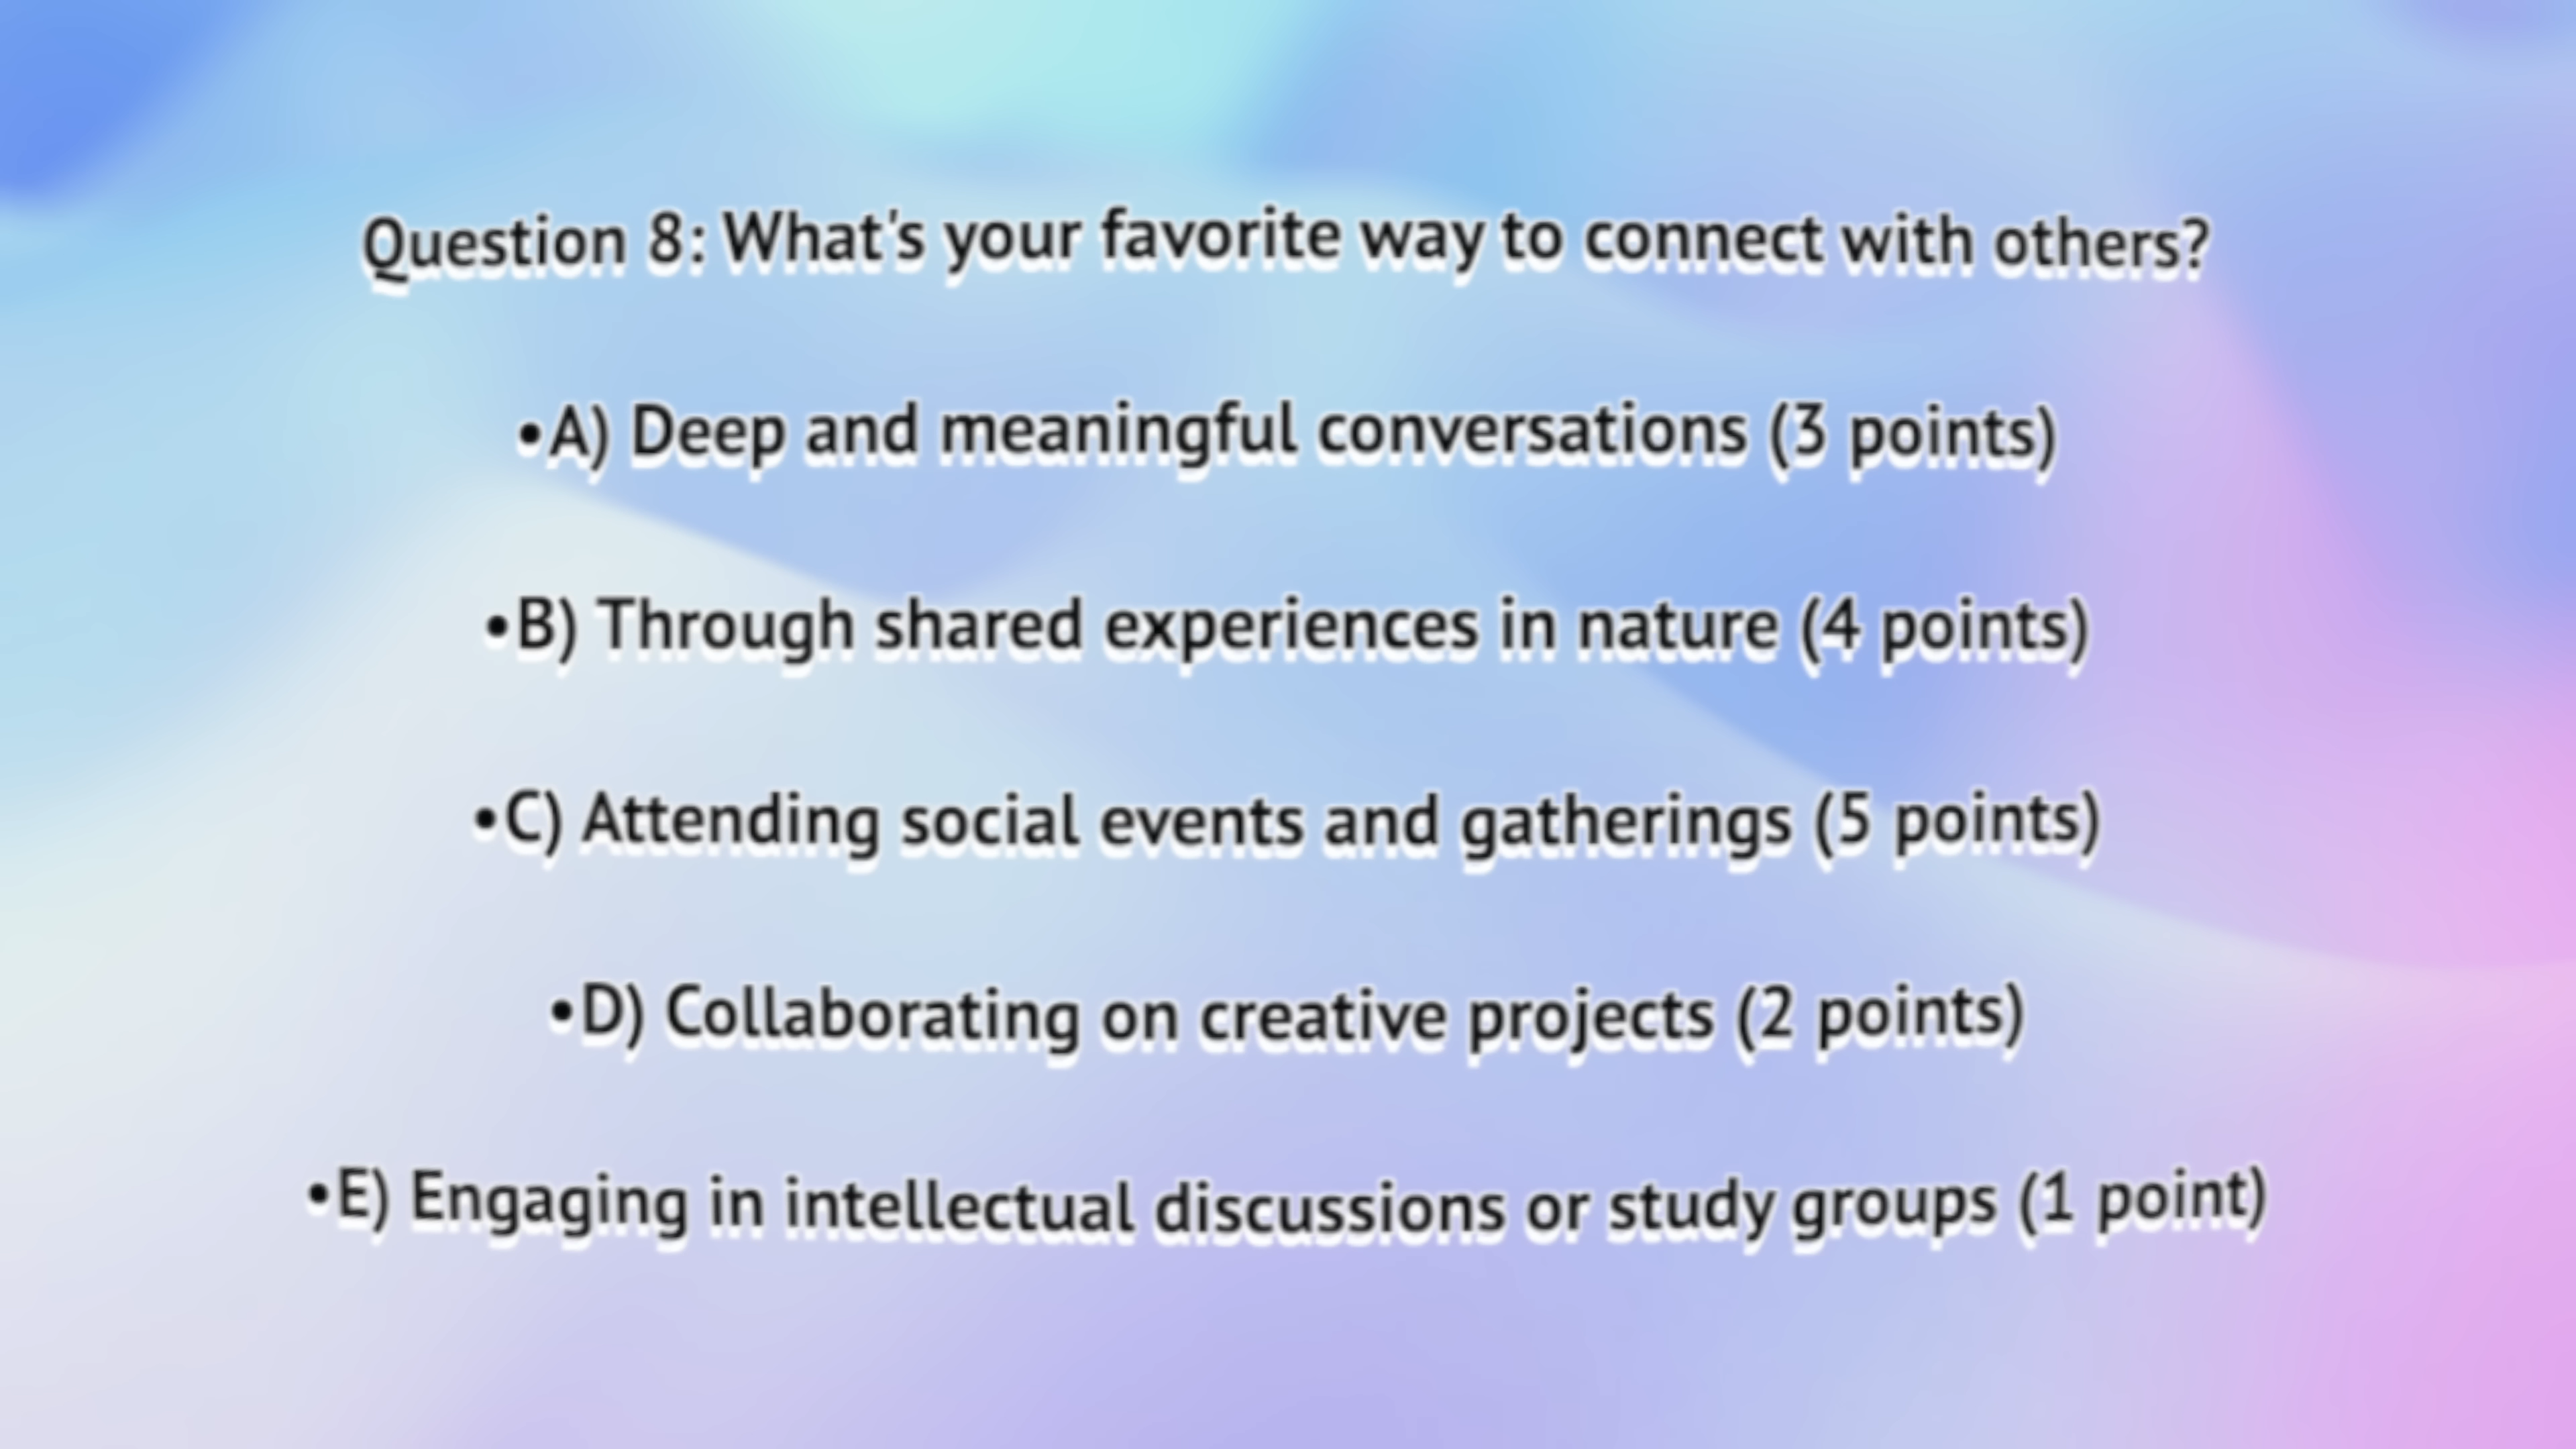 Question 8: What's your favorite way to connect with others?
•A) Deep and meaningful conversations (3 points)
•B) Through shared experiences in nature (4 points)
•C) Attending social events and gatherings (5 points)
•D) Collaborating on creative projects (2 points)
•E) Engaging in intellectual discussions or study groups (1 point)